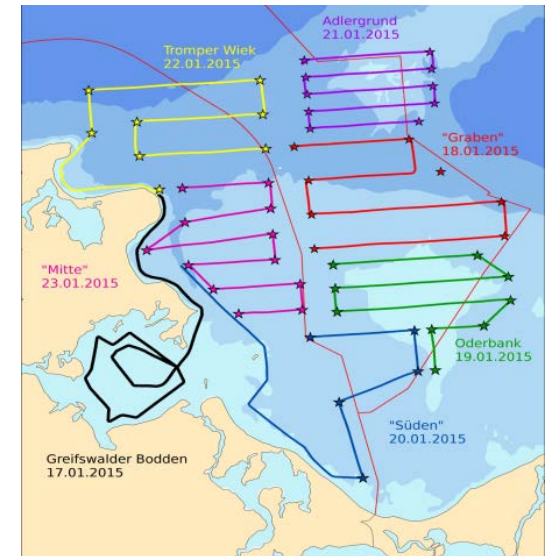 Adlergrund
21.01.2015
Tromper Wiek
22.01.2015
"Graben"
18.01.2015
"Mitte"
23.01.2015
Oderbank
19.01.2015
"Süden"
20.01.2015
Greifswalder Bodden
17.01.2015